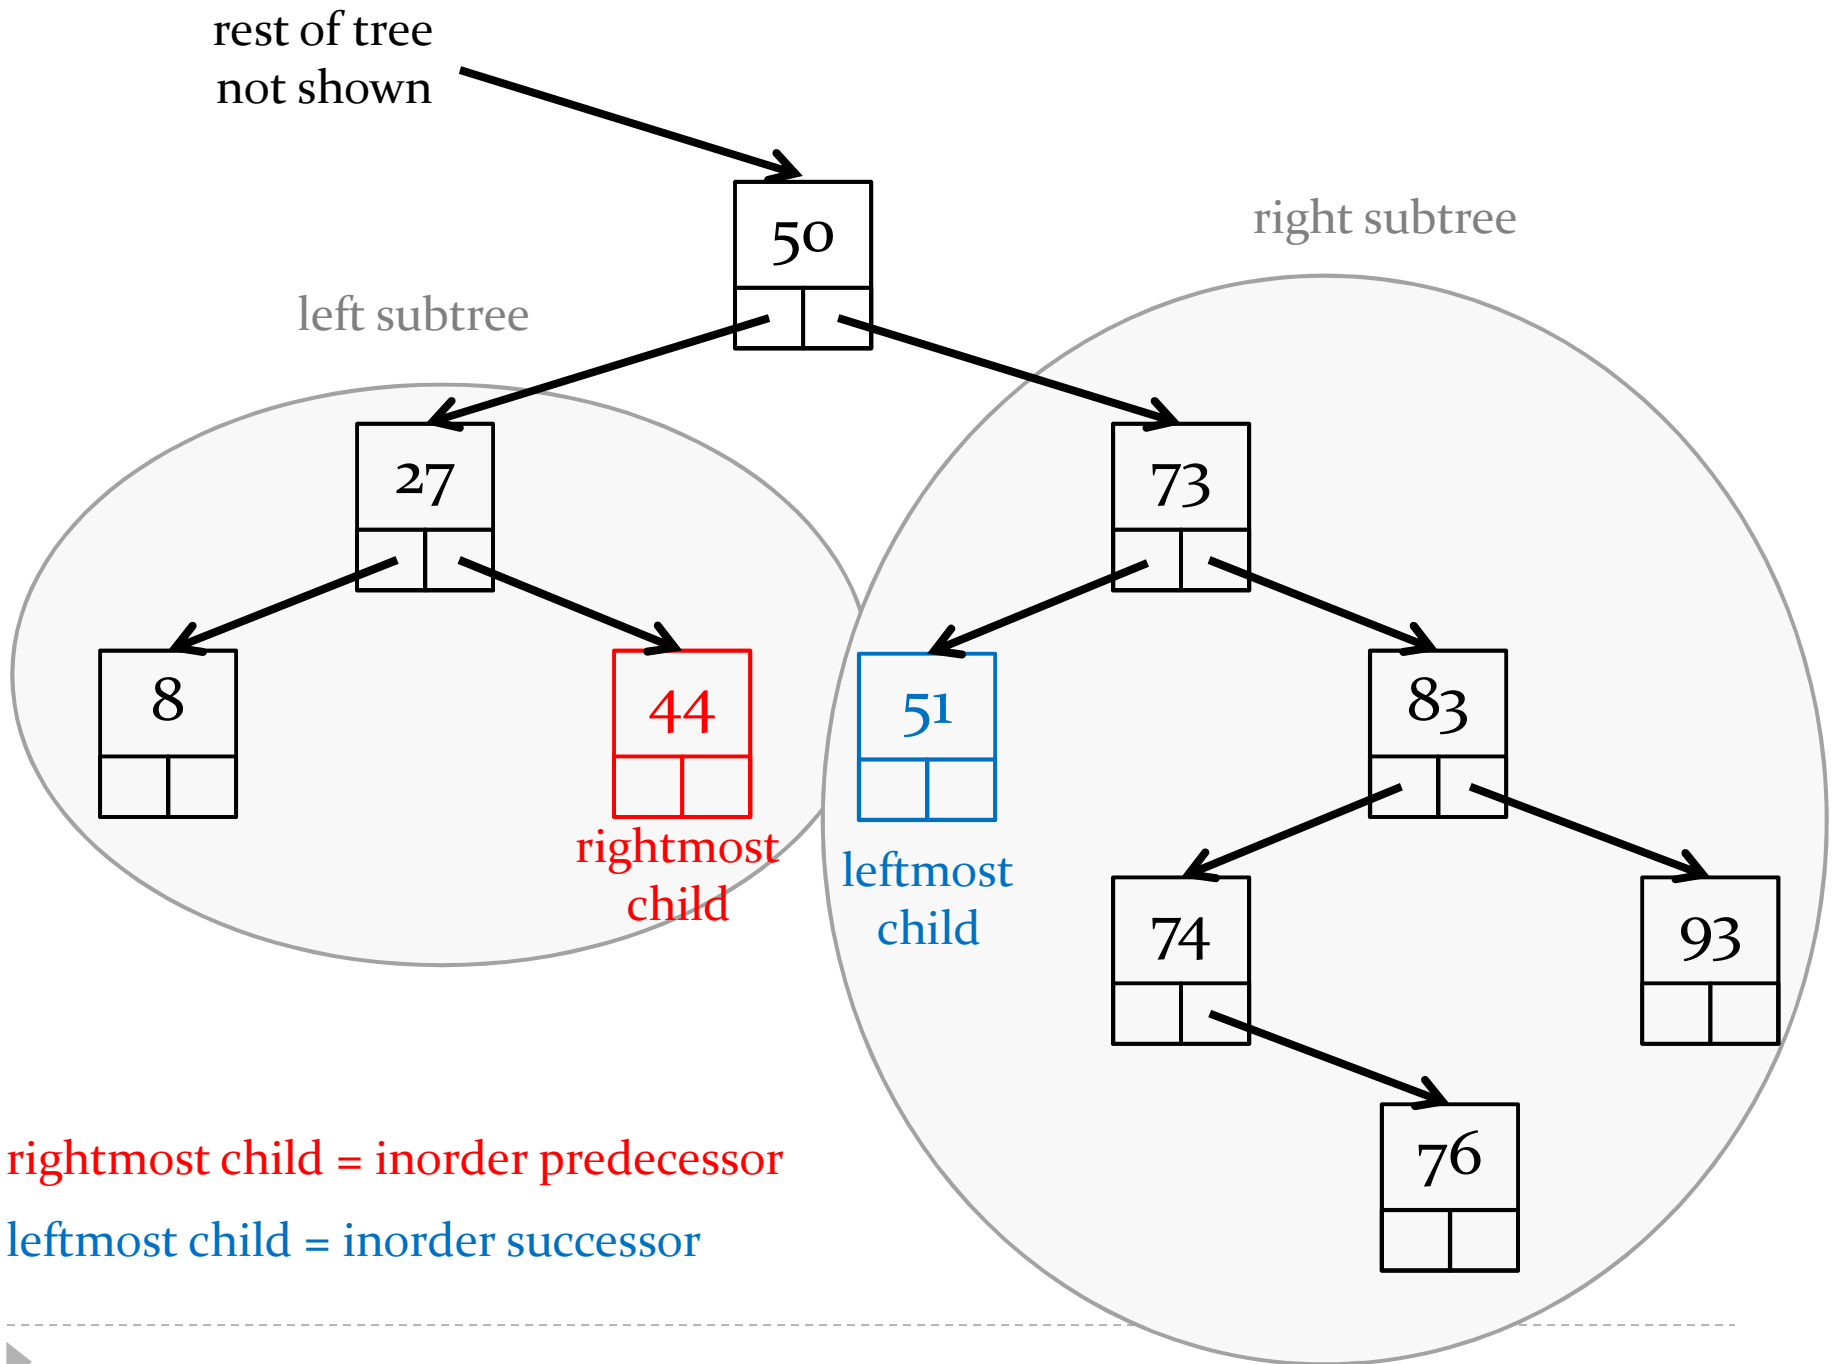 rest of tree
not shown
50
right subtree
left subtree
27
73
8
44
51
83
rightmost
child
leftmost
child
74
93
76
rightmost child = inorder predecessor
leftmost child = inorder successor